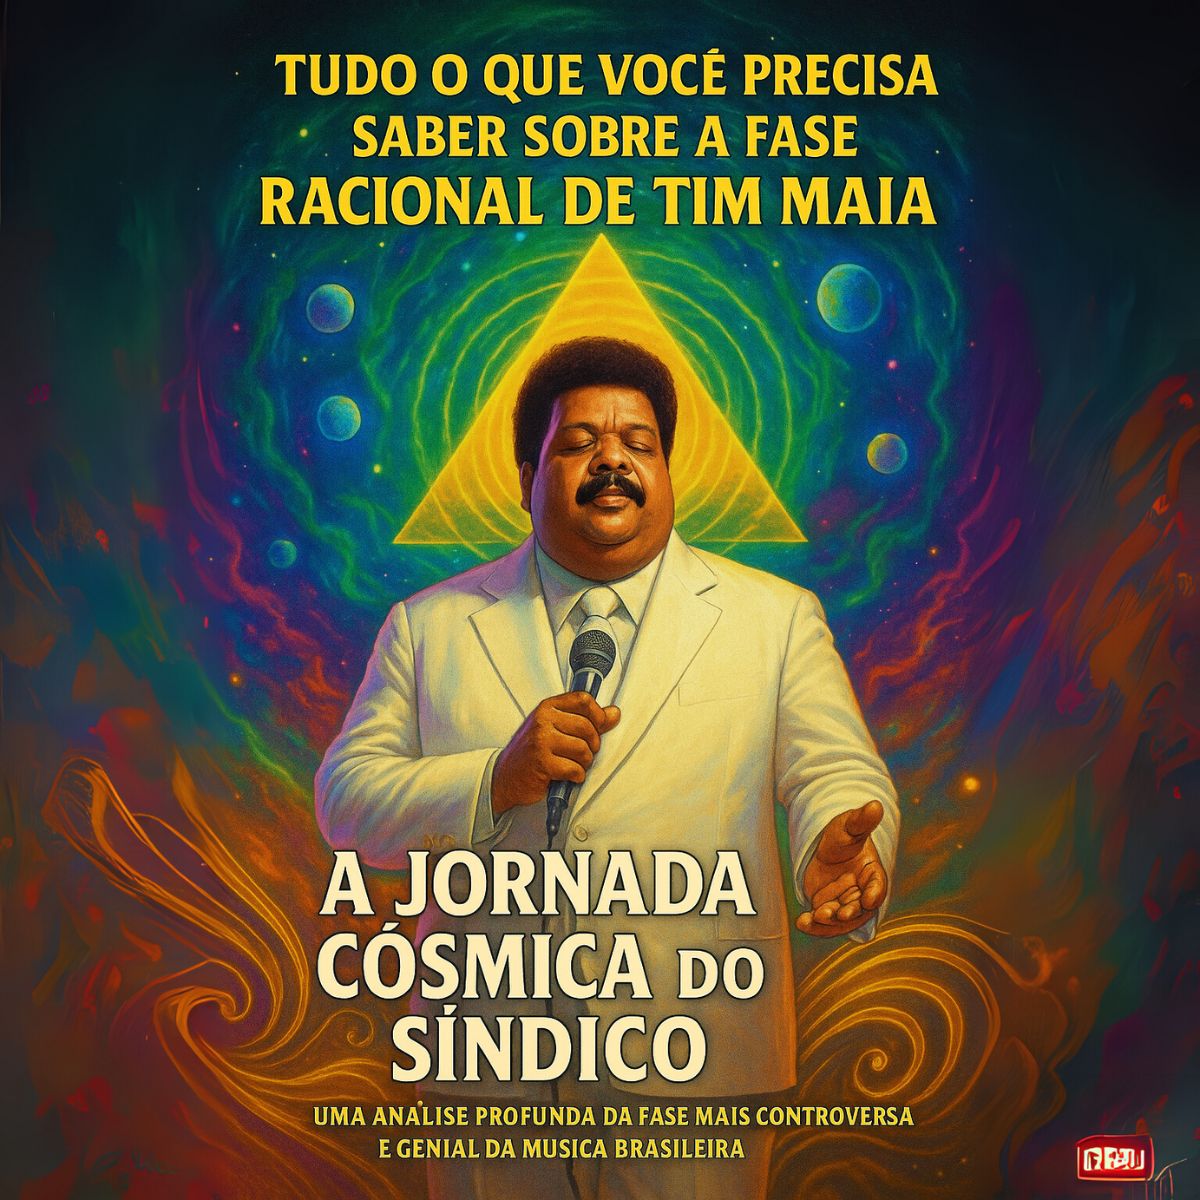 TUDO O QUE VOCÉ PRECISA
SABER SOBRE A FASE
RACIONAL DE TIM MAIA
A JORNADA
CÓSMICA DO
SÍNDICO
UMA ANÁLISE PROFUNDA DA FASE MAIS CONTROVERSA
E GENIAL DA MUSICA BRASILEIRA